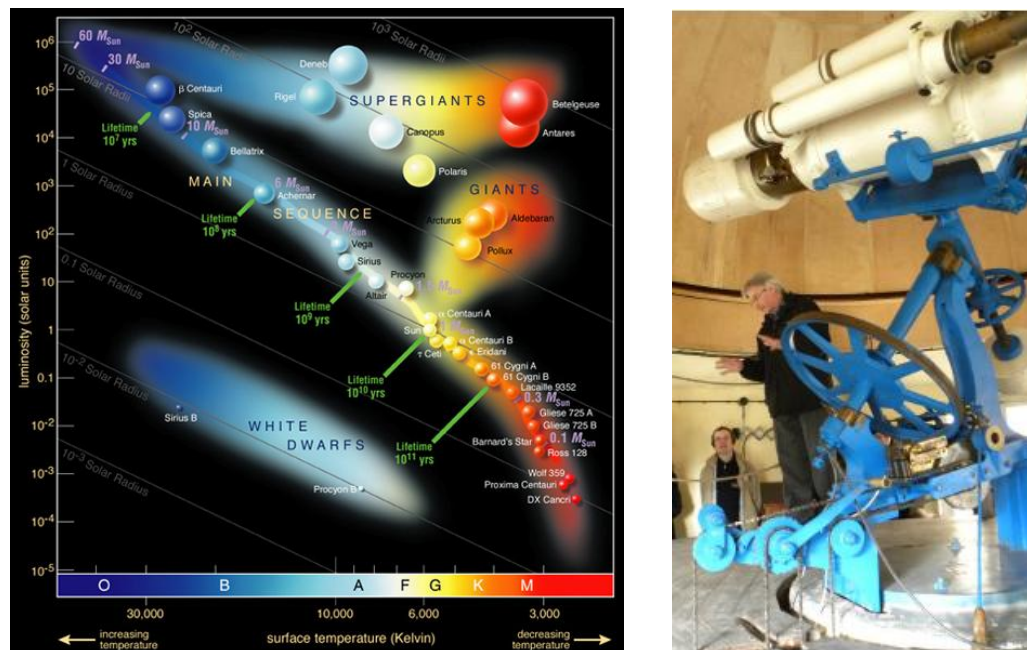 10⁶
10⁵
10⁴
10³
10²
10
1
0.1
10⁻²
10⁻³
10⁻⁴
10⁻⁵
luminosity (solar units)
60 M Sun
30 M Sun
10 Solar Radii
10² Solar Radii
10³ Solar Radii
Deneb
β Centauri
Rigel
SUPERGIANTS
Betelgeuse
Spica
10 M Sun
Lifetime
10⁷ yrs
Canopus
Antares
Bellatrix
Polaris
1 Solar Radius
MAIN
6 M Sun
Achernar
GIANTS
SEQUENCE
Lifetime
10⁸ yrs
Arcturus
Aldebaran
Vega
Pollux
Sirius
0.1 Solar Radius
Altair
Procyon
Lifetime
10⁹ yrs
α Centauri A
Sun
α Centauri B
τ Ceti
ε Eridani
10⁻² Solar Radius
61 Cygni A
61 Cygni B
Lifetime
10¹⁰ yrs
Lacaille 9352
0.3 M Sun
Gliese 725 A
Sirius B
WHITE
DWARFS
Gliese 725 B
Lifetime
10¹¹ yrs
Barnard's Star
0.1 M Sun
Ross 128
10⁻³ Solar Radius
Wolf 359
Procyon B
Proxima Centauri
DX Cancri
O B A F G K M
30,000 10,000 6,000 3,000
increasing
temperature
surface temperature (Kelvin)
decreasing
temperature